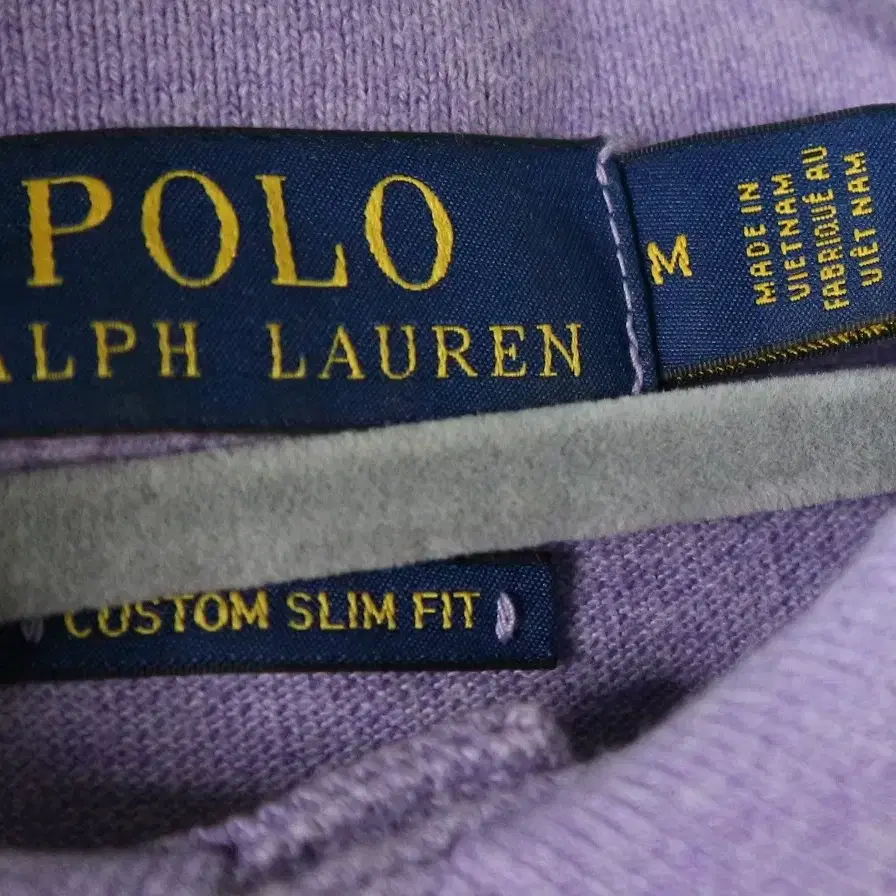 POLO
ALPH LAUREN
M
MADE IN
VIETNAM
FABRIQUÉ AU
VIÊT NAM
CUSTOM SLIM FIT